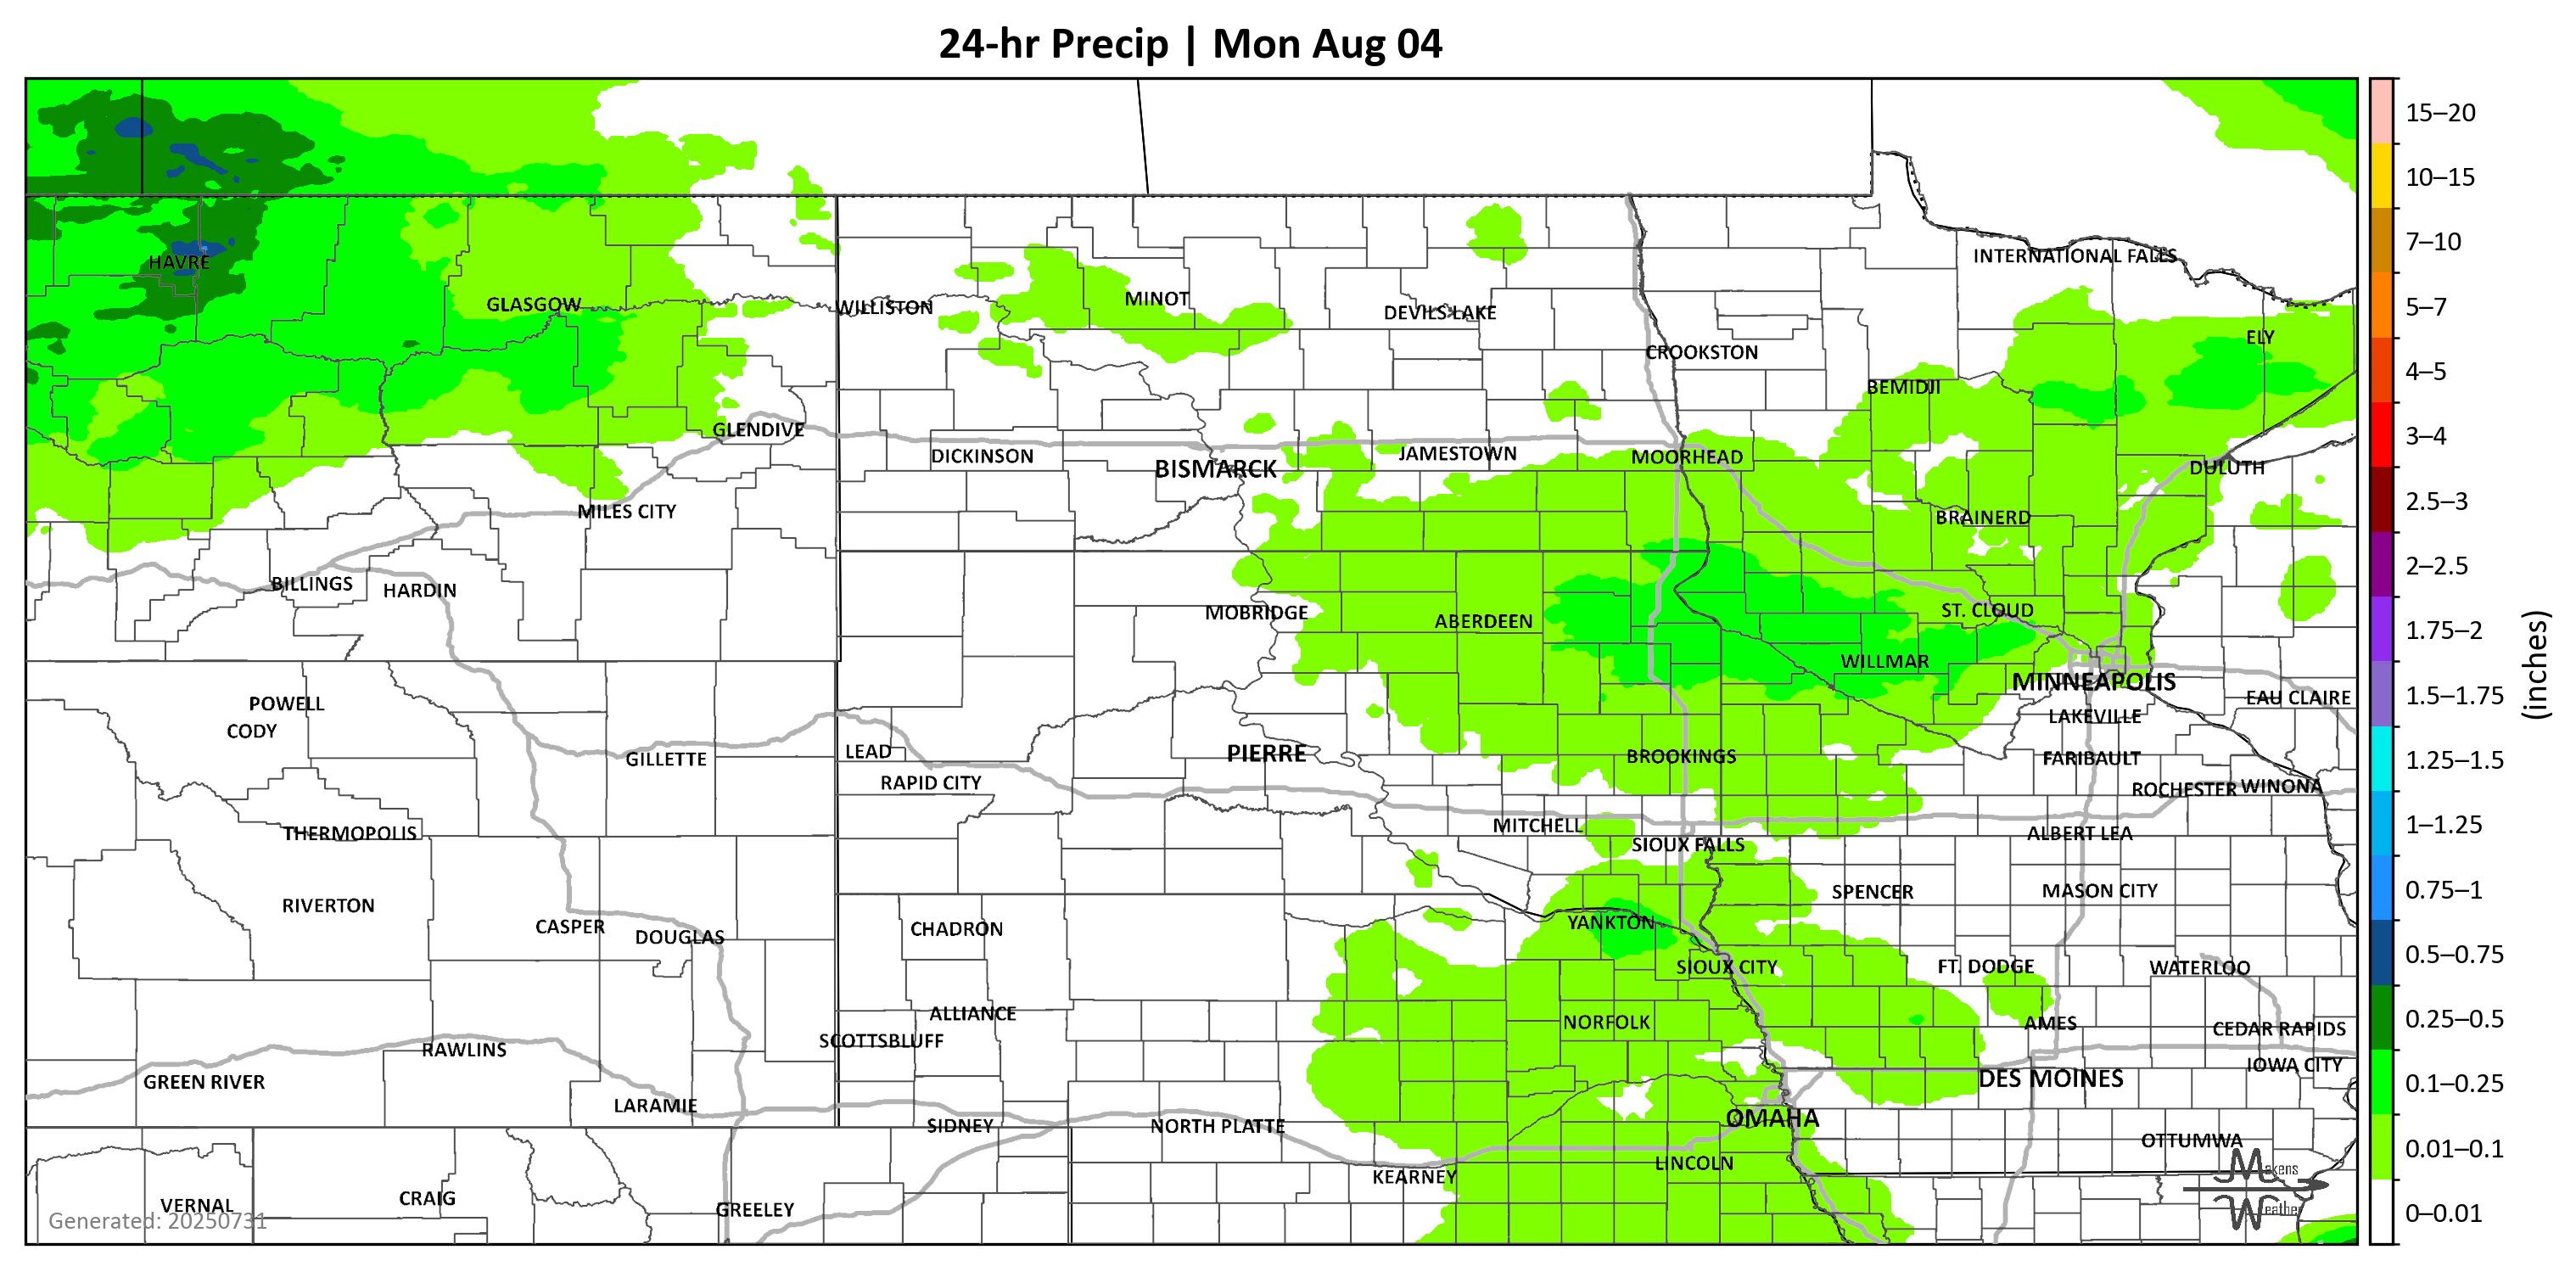 24-hr Precip | Mon Aug 04
15–20
10–15
7–10
5–7
4–5
3–4
2.5–3
2–2.5
1.75–2
1.5–1.75
1.25–1.5
1–1.25
0.75–1
0.5–0.75
0.25–0.5
0.1–0.25
0.01–0.1
0–0.01
(inches)
HAVRE
INTERNATIONAL FALLS
GLASGOW
WILLISTON
MINOT
DEVILS LAKE
ELY
CROOKSTON
BEMIDJI
GLENDIVE
DICKINSON
BISMARCK
JAMESTOWN
MOORHEAD
DULUTH
MILES CITY
BRAINERD
BILLINGS
HARDIN
MOBRIDGE
ABERDEEN
ST. CLOUD
WILLMAR
MINNEAPOLIS
EAU CLAIRE
POWELL
CODY
LAKEVILLE
GILLETTE
LEAD
PIERRE
BROOKINGS
FARIBAULT
RAPID CITY
ROCHESTER
WINONA
THERMOPOLIS
MITCHELL
SIOUX FALLS
ALBERT LEA
RIVERTON
SPENCER
MASON CITY
CASPER
DOUGLAS
CHADRON
YANKTON
SIOUX CITY
FT. DODGE
WATERLOO
ALLIANCE
SCOTTSBLUFF
NORFOLK
AMES
CEDAR RAPIDS
RAWLINS
IOWA CITY
GREEN RIVER
DES MOINES
LARAMIE
SIDNEY
NORTH PLATTE
OMAHA
OTTUMWA
KEARNEY
LINCOLN
VERNAL
CRAIG
GREELEY
Generated: 20250731
Makens
Weather